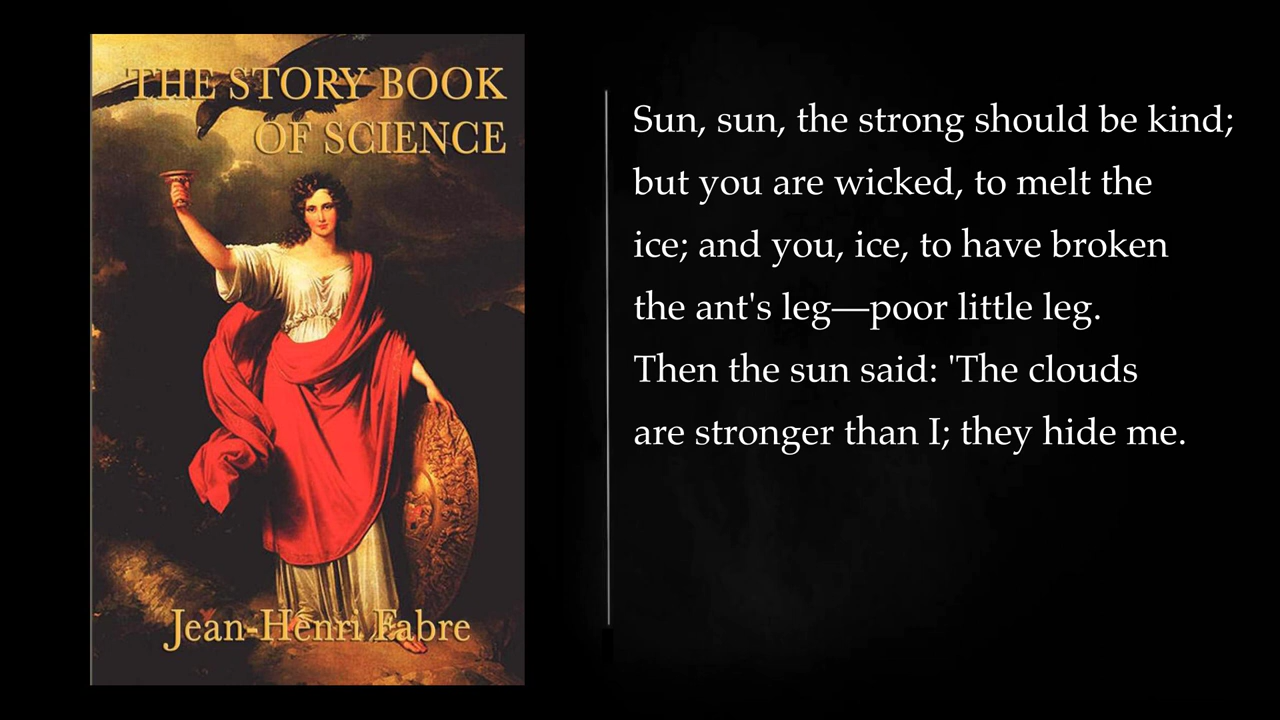 THE STORY BOOK
OF SCIENCE
Jean-Henri Fabre
Sun, sun, the strong should be kind;
but you are wicked, to melt the
ice; and you, ice, to have broken
the ant's leg—poor little leg.
Then the sun said: 'The clouds
are stronger than I; they hide me.